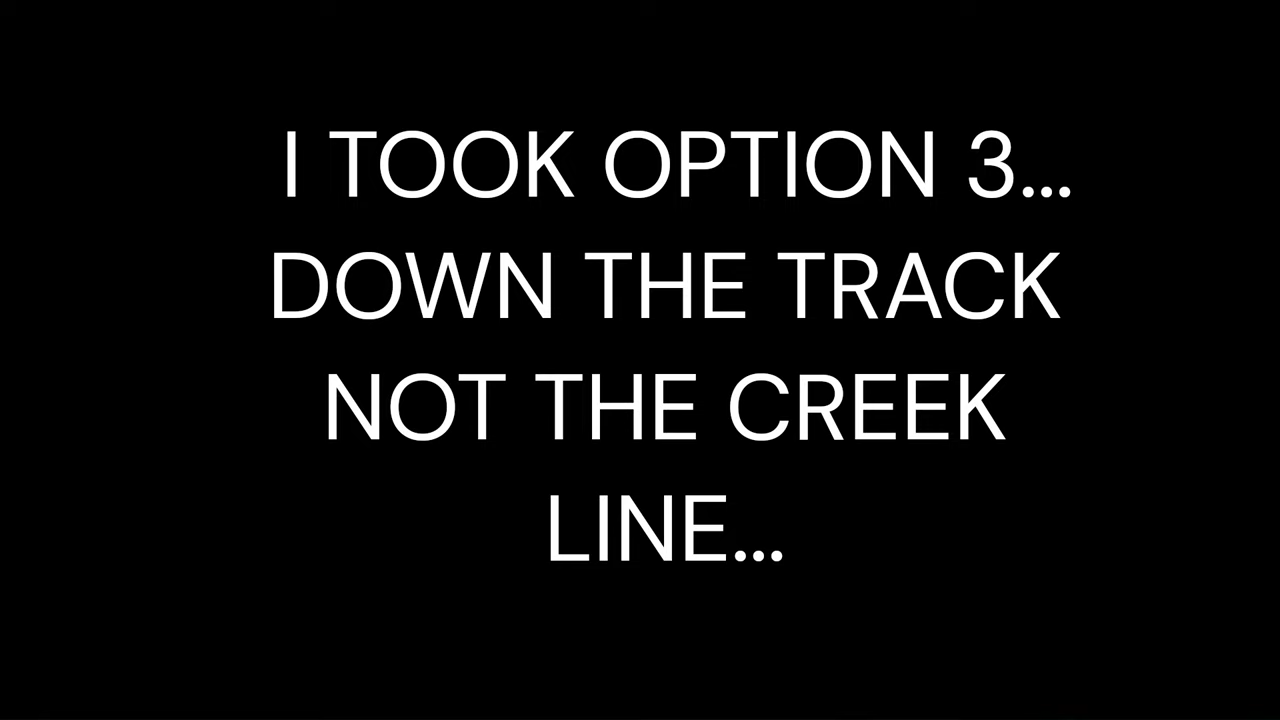 I TOOK OPTION 3...
DOWN THE TRACK
NOT THE CREEK
LINE...